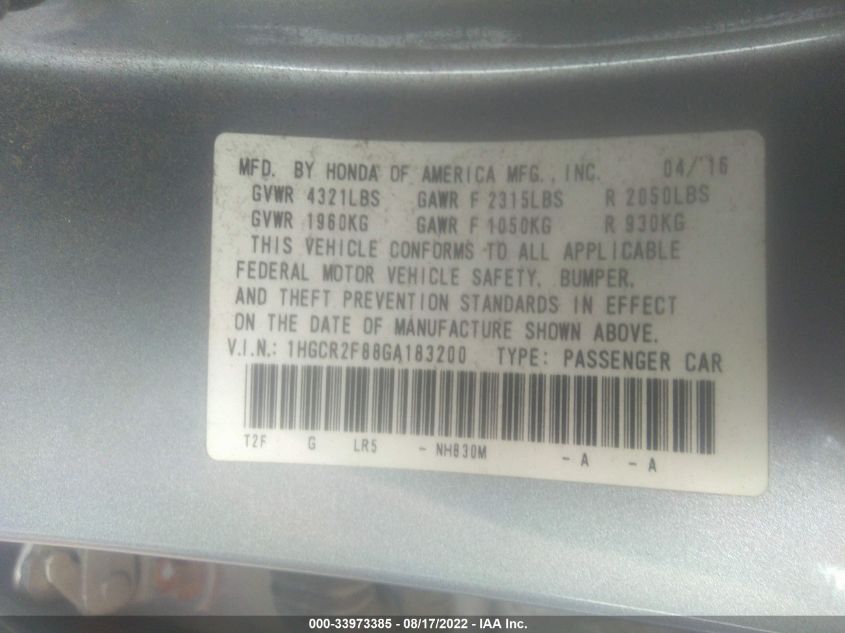 MFD. BY HONDA OF AMERICA MFG., INC. 04/16
GVWR 4321LBS GAWR F 2315LBS R 2050LBS
GVWR 1960KG GAWR F 1050KG R 930KG
THIS VEHICLE CONFORMS TO ALL APPLICABLE
FEDERAL MOTOR VEHICLE SAFETY, BUMPER,
AND THEFT PREVENTION STANDARDS IN EFFECT
ON THE DATE OF MANUFACTURE SHOWN ABOVE.
V.I.N.: 1HGCR2F88GA183200 TYPE: PASSENGER CAR
T2F G LR5 - NH830M - A - A
000-33973385 - 08/17/2022 - IAA Inc.